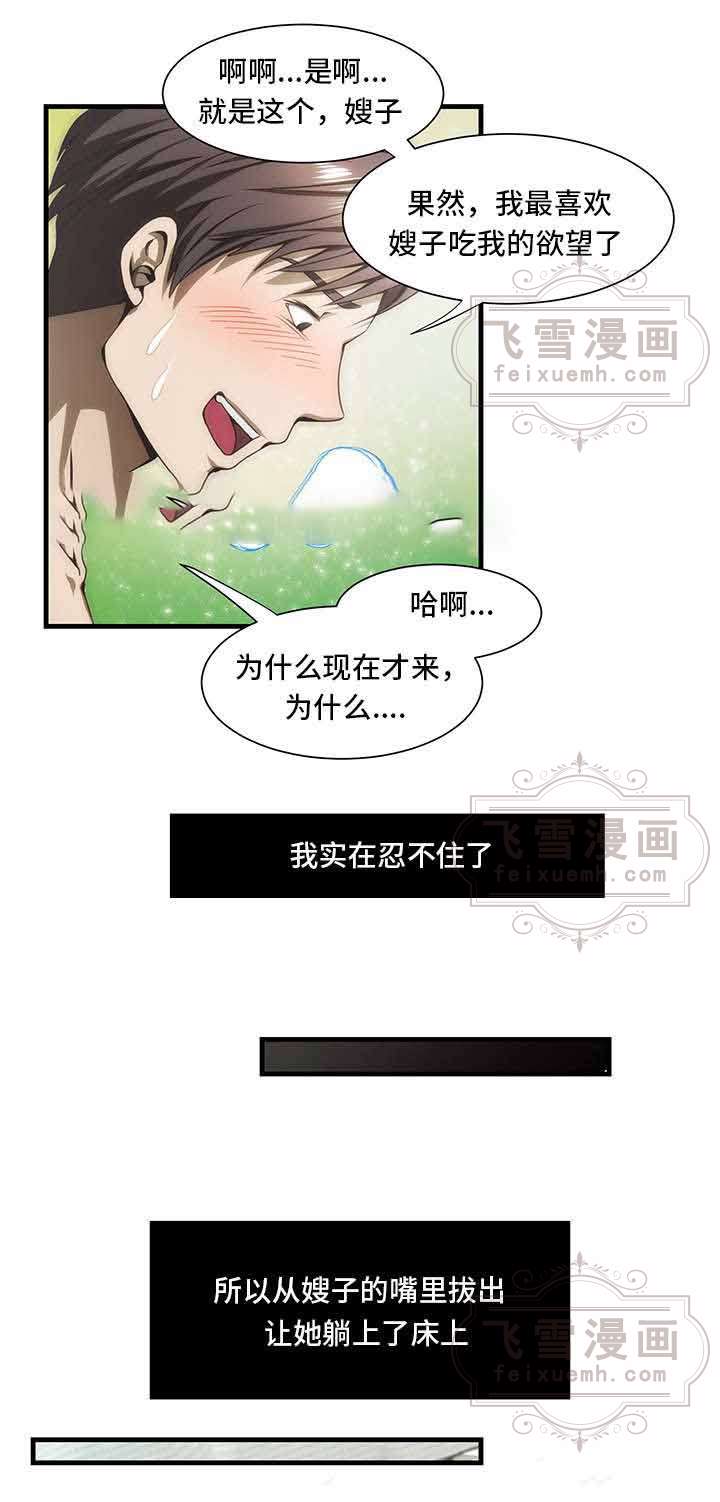 啊啊...是啊...
就是这个，嫂子
果然，我最喜欢
嫂子吃我的欲望了
飞雪漫画
feixuemh.com
哈啊...
为什么现在才来，
为什么....
飞雪漫画
feixuemh.com
我实在忍不住了
所以从嫂子的嘴里拔出
让她躺上了床上
飞雪漫画
feixuemh.com